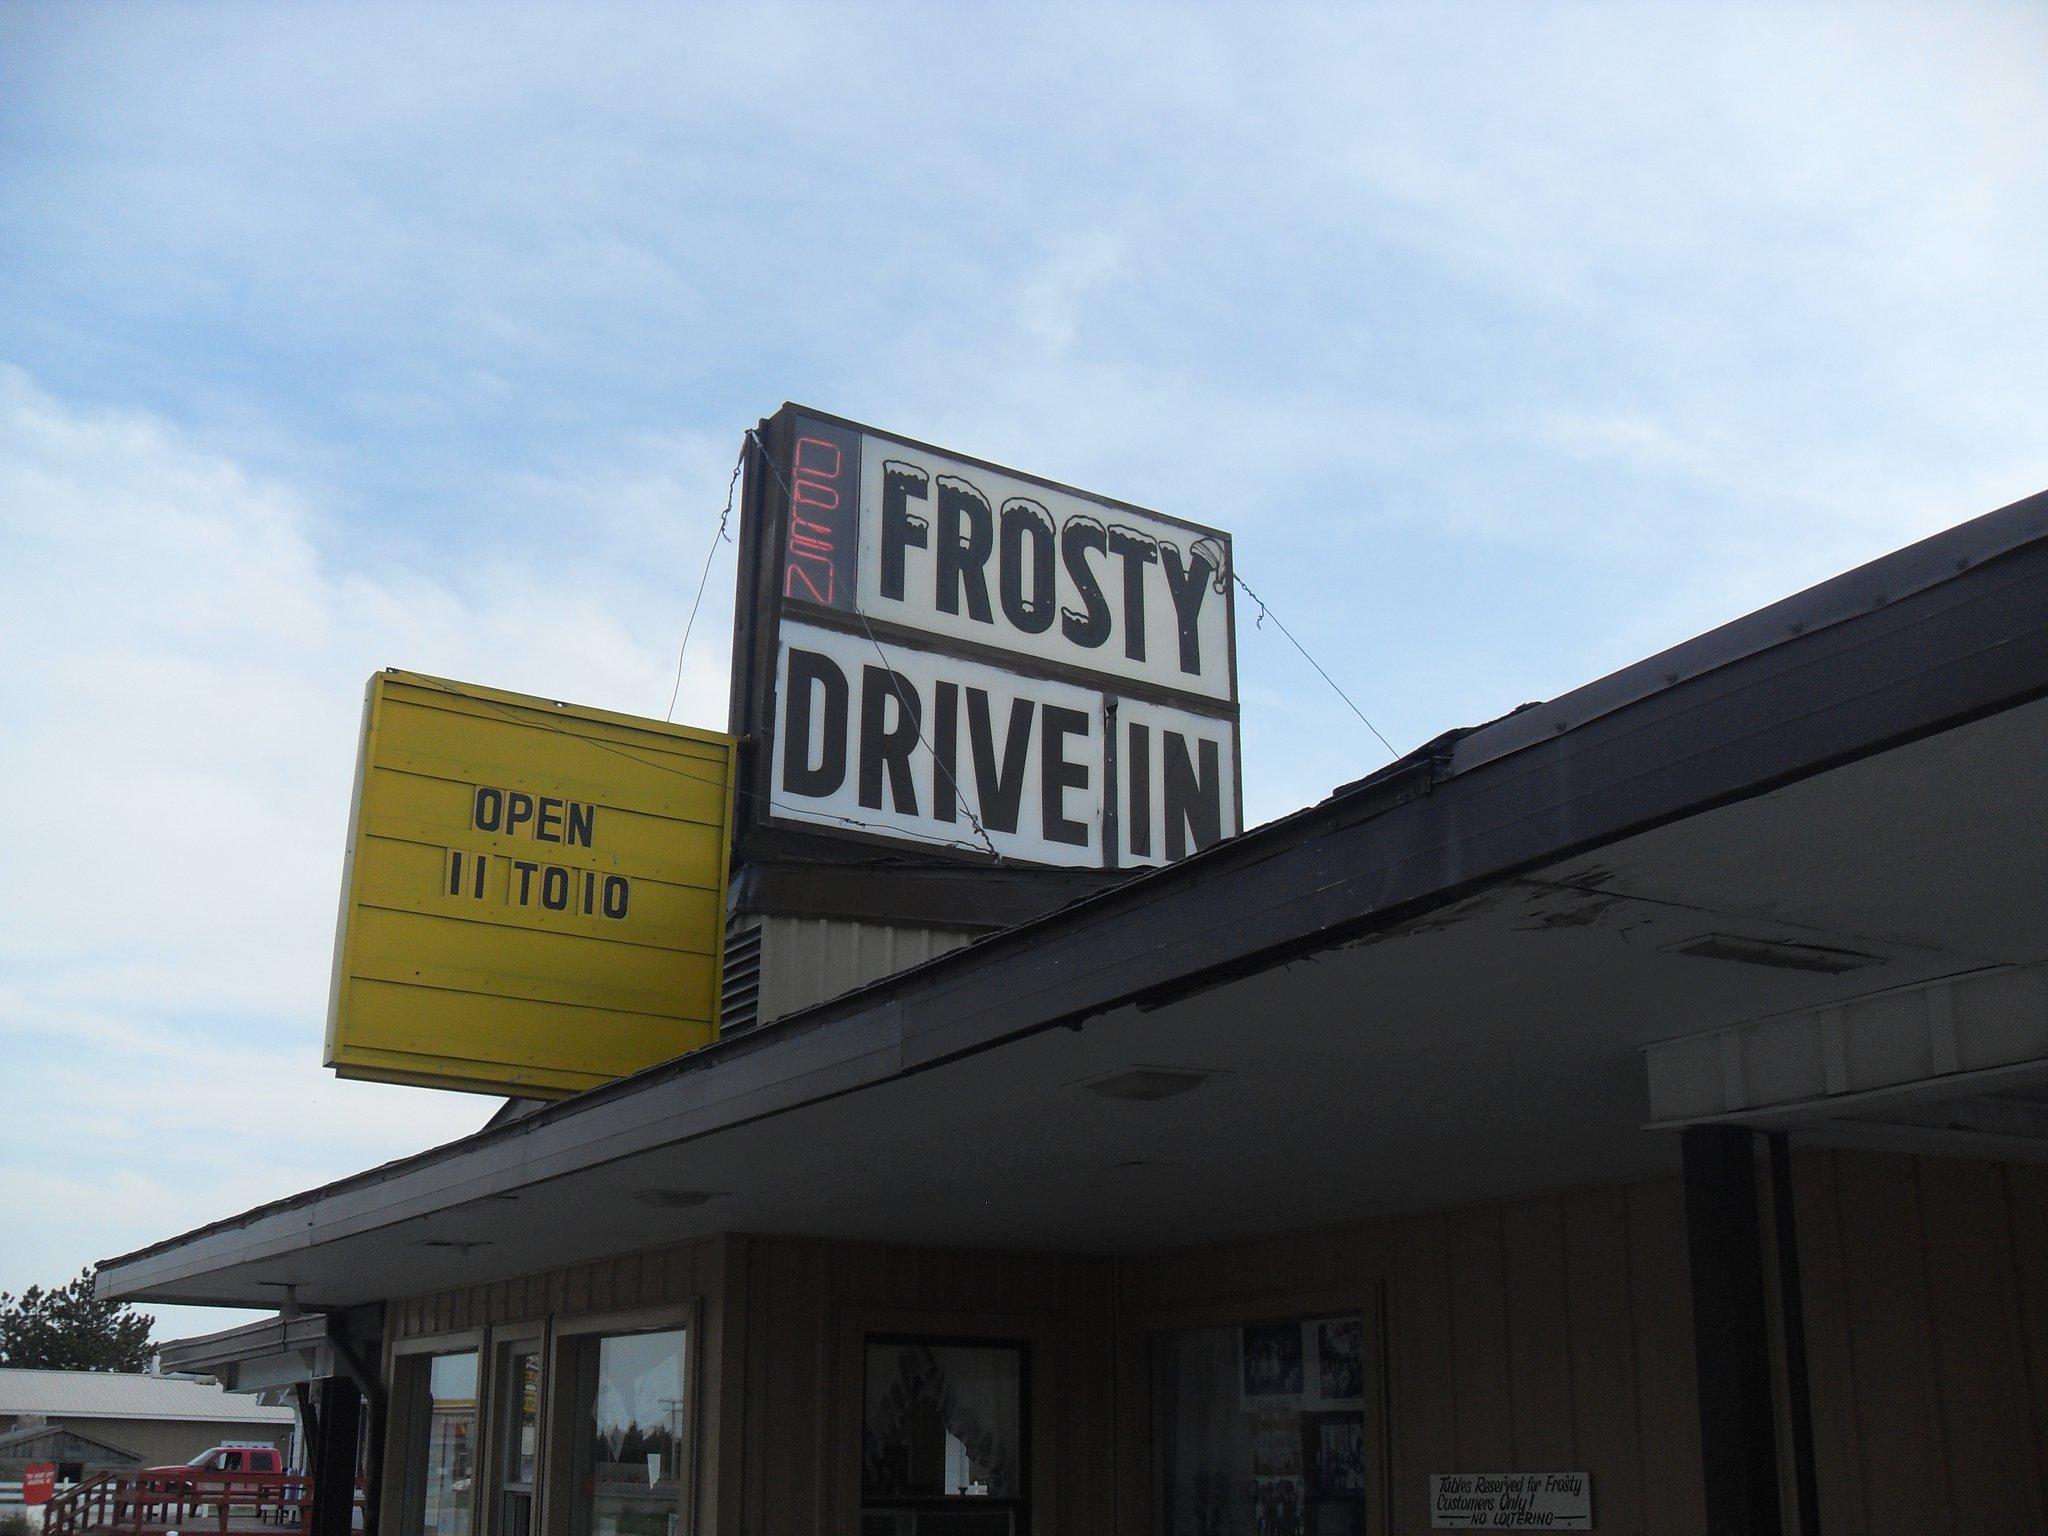 OPEN
FROSTY
DRIVE IN
OPEN
11 TO 10
Tables Reserved for Frosty
Customers Only!
NO LOITERING